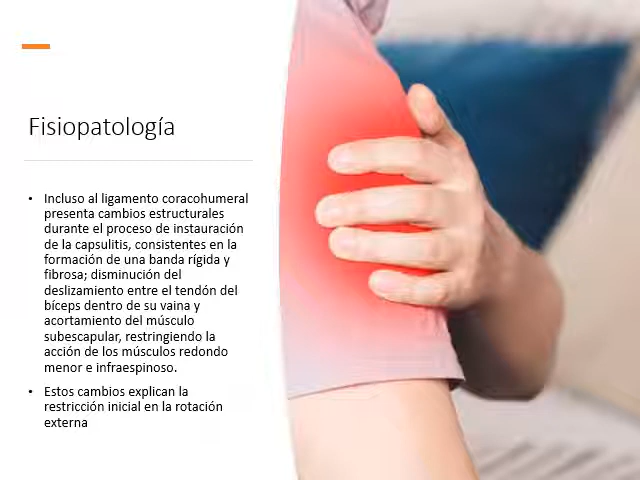 Fisiopatología
• Incluso al ligamento coracohumeral
presenta cambios estructurales
durante el proceso de instauración
de la capsulitis, consistentes en la
formación de una banda rígida y
fibrosa; disminución del
deslizamiento entre el tendón del
bíceps dentro de su vaina y
acortamiento del músculo
subescapular, restringiendo la
acción de los músculos redondo
menor e infraespinoso.
• Estos cambios explican la
restricción inicial en la rotación
externa